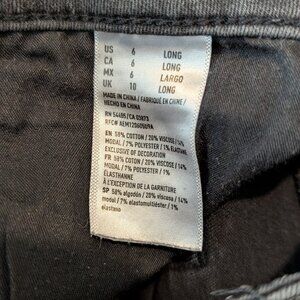 US 6 LONG
CA 6 LONG
MX 6 LARGO
UK 10 LONG
MADE IN CHINA / FABRIQUÉ EN CHINE /
HECHO EN CHINA
RN 54485/CA 03873
RFC# AEM1206059YA
EN 58% COTTON / 20% VISCOSE / 14%
MODAL / 7% POLYESTER / 1% ELASTANE
EXCLUSIVE OF DECORATION
FR 58% COTON / 20% VISCOSE / 14%
MODAL / 7% POLYESTER / 1%
ÉLASTHANNE
À L'EXCEPTION DE LA GARNITURE
SP 58% algodón / 20% viscosa / 14%
modal / 7% elastomultiéster / 1%
elastano